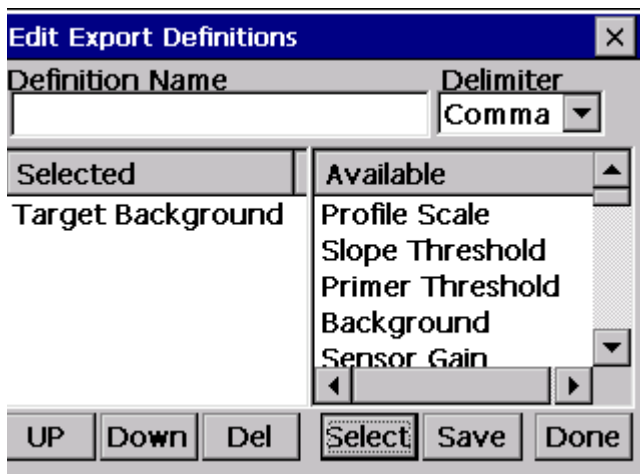 Edit Export Definitions
Definition Name Delimiter
Comma
Selected Available
Target Background Profile Scale
Slope Threshold
Primer Threshold
Background
Sensor Gain
UP Down Del Select Save Done